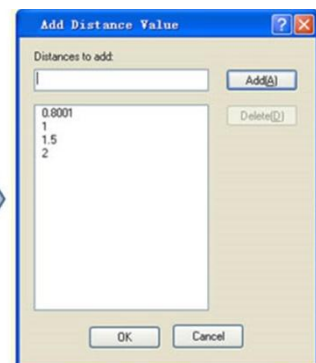 Add Distance Value
Distances to add:
Add(A)
0.8001
Delete(D)
1
1.5
2
OK
Cancel